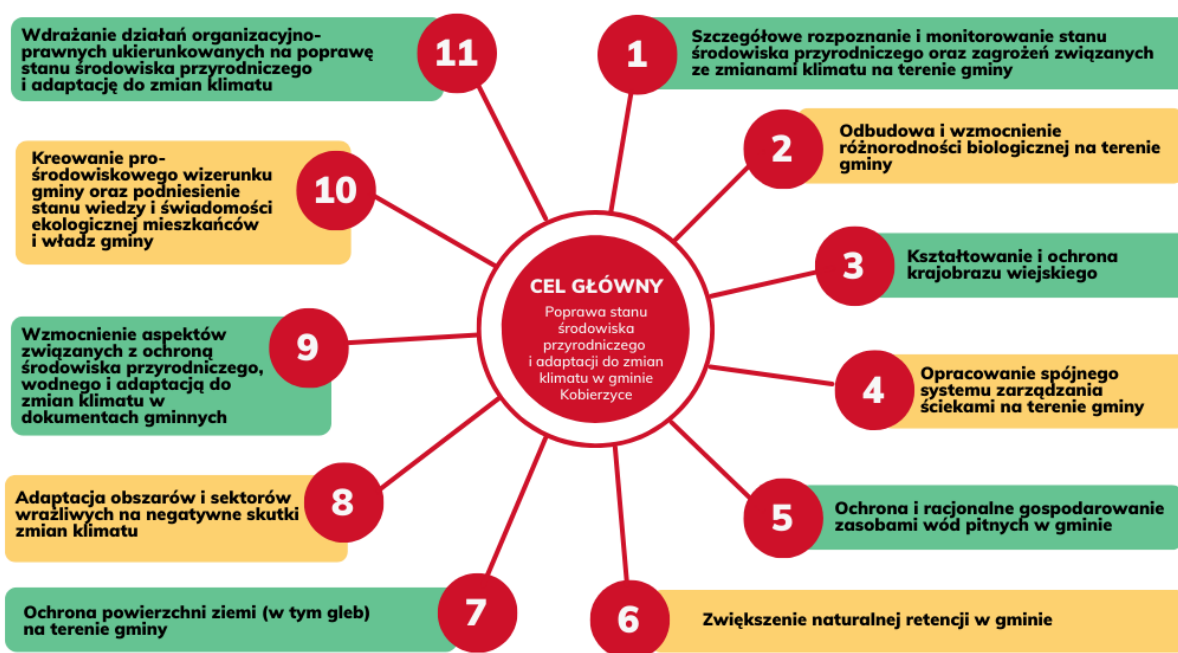 CEL GŁÓWNY
Poprawa stanu
środowiska
przyrodniczego
i adaptacji do zmian
klimatu w gminie
Kobierzyce
1
Szczegółowe rozpoznanie i monitorowanie stanu
środowiska przyrodniczego oraz zagrożeń związanych
ze zmianami klimatu na terenie gminy
2
Odbudowa i wzmocnienie
różnorodności biologicznej na terenie
gminy
3
Kształtowanie i ochrona
krajobrazu wiejskiego
4
Opracowanie spójnego
systemu zarządzania
ściekami na terenie gminy
5
Ochrona i racjonalne gospodarowanie
zasobami wód pitnych w gminie
6
Zwiększenie naturalnej retencji w gminie
7
Ochrona powierzchni ziemi (w tym gleb)
na terenie gminy
8
Adaptacja obszarów i sektorów
wrażliwych na negatywne skutki
zmian klimatu
9
Wzmocnienie aspektów
związanych z ochroną
środowiska przyrodniczego,
wodnego i adaptacją do
zmian klimatu w
dokumentach gminnych
10
Kreowanie pro-
środowiskowego wizerunku
gminy oraz podniesienie
stanu wiedzy i świadomości
ekologicznej mieszkańców
i władz gminy
11
Wdrażanie działań organizacyjno-
prawnych ukierunkowanych na poprawę
stanu środowiska przyrodniczego
i adaptację do zmian klimatu